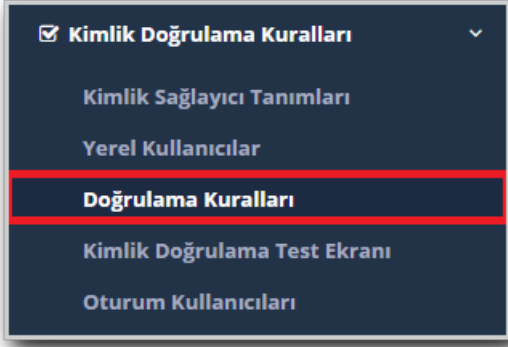 Kimlik Doğrulama Kuralları
Kimlik Sağlayıcı Tanımları
Yerel Kullanıcılar
Doğrulama Kuralları
Kimlik Doğrulama Test Ekranı
Oturum Kullanıcıları